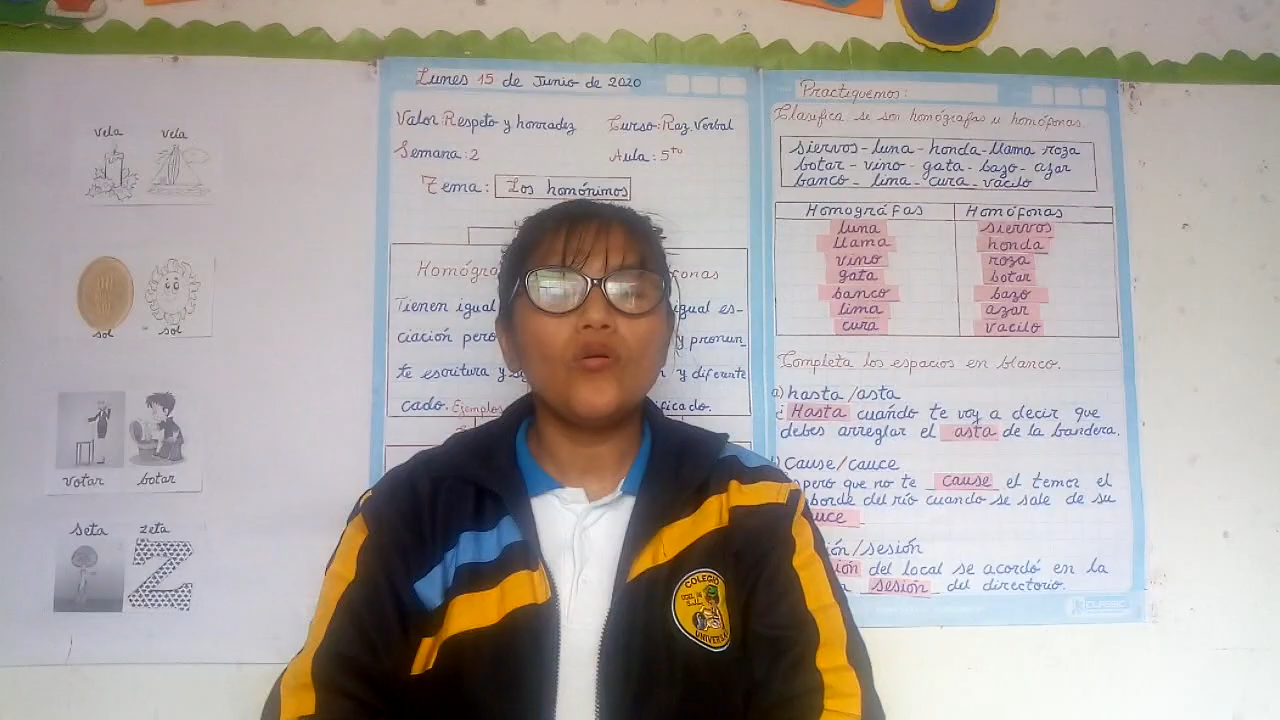 vela vela
sol sol
votar botar
seta zeta
Lunes 15 de Junio de 2020
Valor: Respeto y honradez Curso: Raz. Verbal
Semana: 2 Aula: 5to
Tema: Los homónimos
Tienen igual igual es-
ciación pero y pronun_
te escritura y diferente
cado. Ejemplos ificado.
Practiquemos:
Clasifica si son homógrafas u homófonas.
siervos - luna - honda - llama - roza
botar - vino - gata - bazo - azar
banco - lima - cura - vacilo
Homográfas Homófonas
luna siervos
llama honda
vino roza
gata botar
banco bazo
lima azar
cura vacilo
Completa los espacios en blanco.
a) hasta / asta
¿ Hasta cuándo te voy a decir que
debes arreglar el asta de la bandera.
Cause / cauce
pero que no te cause el temor el
borde del río cuando se sale de su
ión / sesión
ión del local se acordó en la
sesión del directorio.
CLASSIC
COLEGIO